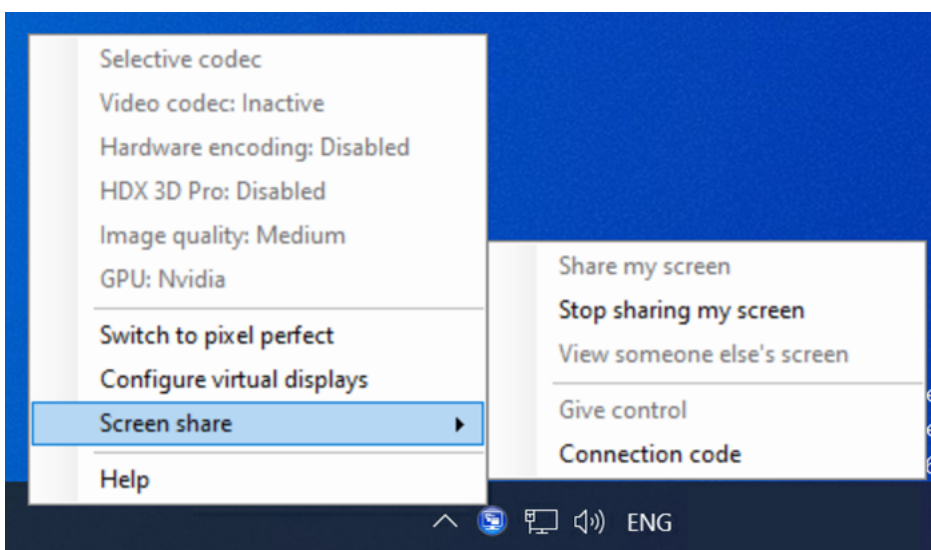 Selective codec
Video codec: Inactive
Hardware encoding: Disabled
HDX 3D Pro: Disabled
Image quality: Medium
GPU: Nvidia
Switch to pixel perfect
Configure virtual displays
Screen share
Help
Share my screen
Stop sharing my screen
View someone else's screen
Give control
Connection code
ENG